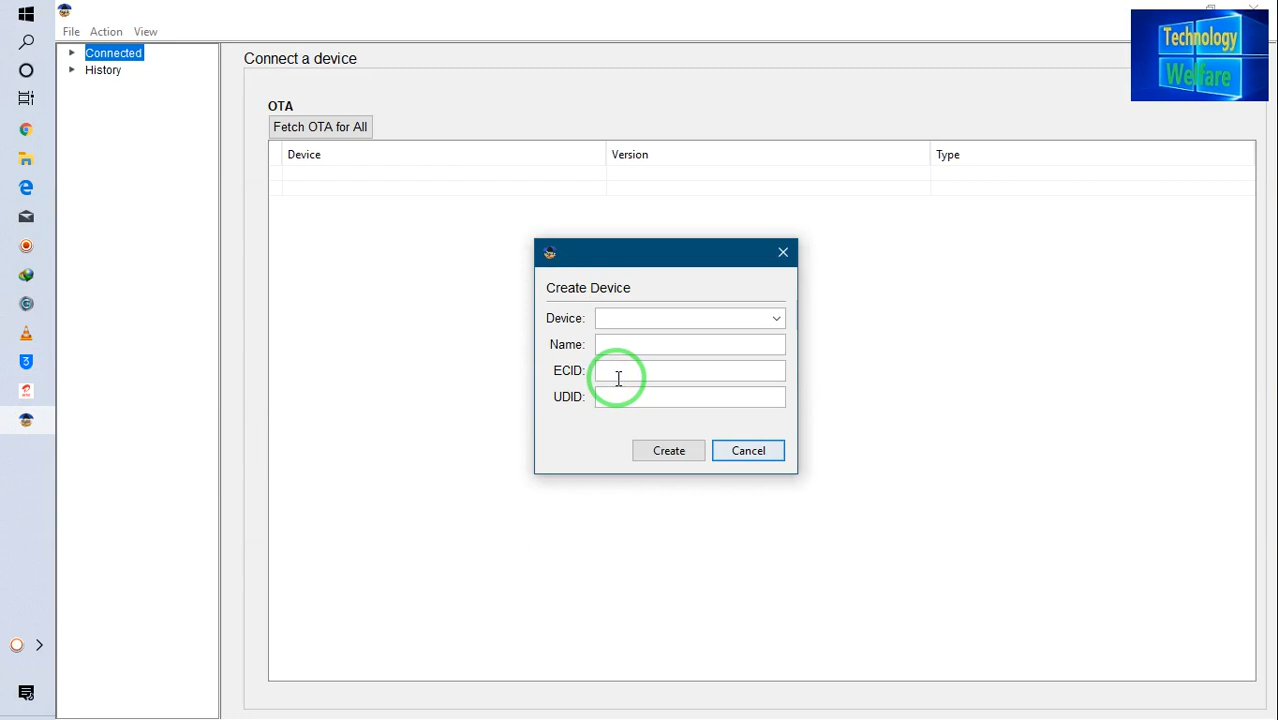 Technology
Welfare
File Action View
Connected
History
Connect a device
OTA
Fetch OTA for All
Device Version Type
Create Device
Device:
Name:
ECID:
UDID:
Create Cancel